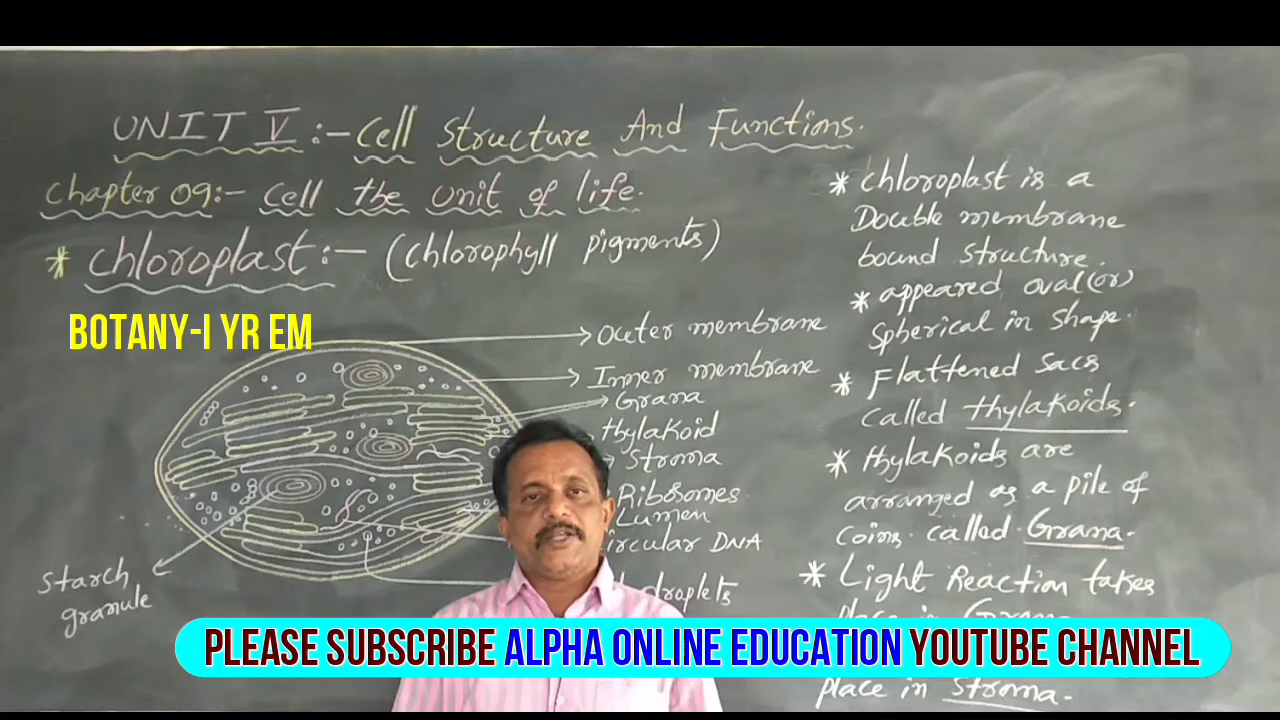 UNIT V :- Cell Structure And Functions.
Chapter 09:- Cell the Unit of life.
* chloroplast :- (chlorophyll pigments)
BOTANY-I YR EM
Outer membrane
Inner membrane
Grana
thylakoid
Stroma
Ribosomes
Lumen
ircular DNA
droplets
Starch
granule
* chloroplast is a
Double membrane
bound structure.
* appeared oval (or)
Spherical in shape.
* Flattened Sacs
called thylakoids.
* thylakoids are
arranged as a pile of
coins called Grana.
* Light Reaction takes
place in Grana
place in Stroma.
PLEASE SUBSCRIBE ALPHA ONLINE EDUCATION YOUTUBE CHANNEL